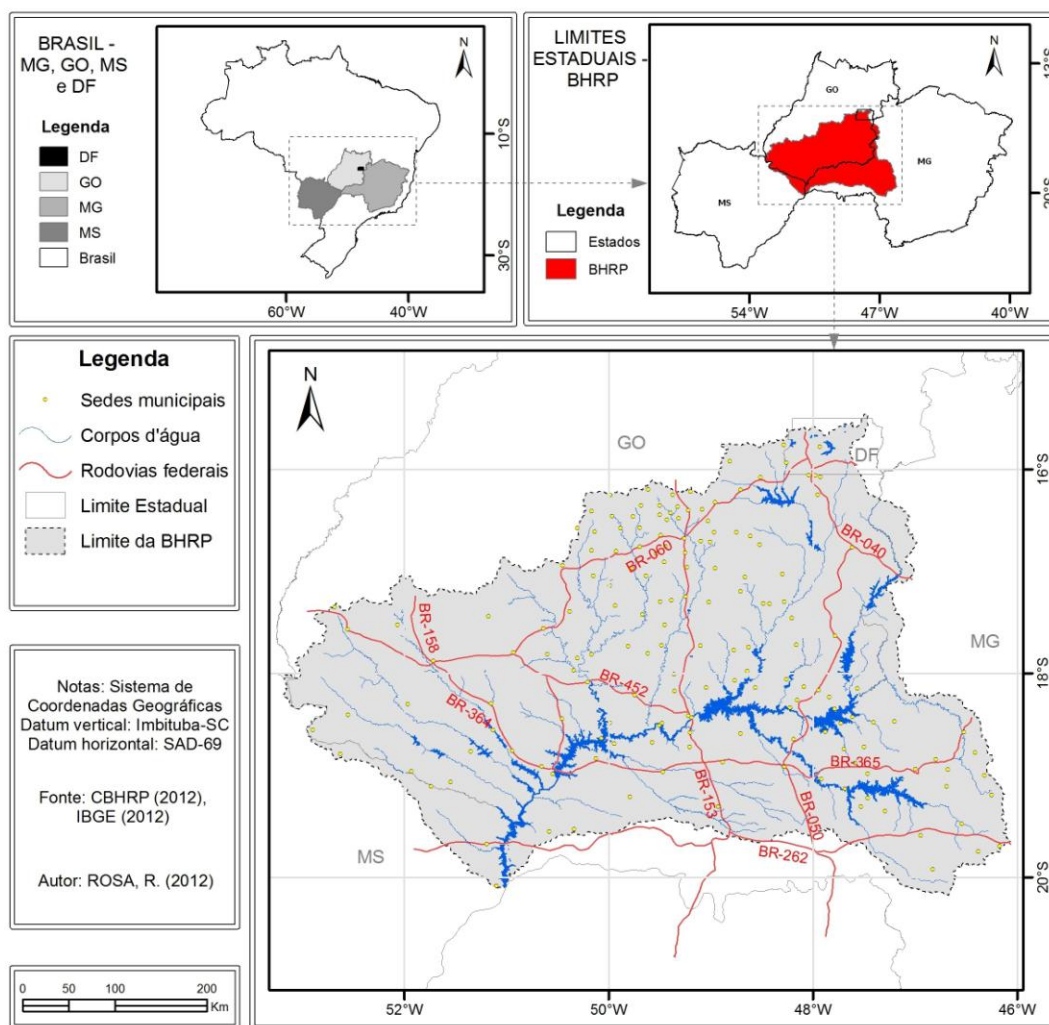 BRASIL -
MG, GO, MS
e DF
Legenda
DF
GO
MG
MS
Brasil
N
10°S
30°S
60°W
40°W
LIMITES
ESTADUAIS -
BHRP
Legenda
Estados
BHRP
N
GO
MG
MS
13°S
20°S
54°W
47°W
40°W
Legenda
Sedes municipais
Corpos d'água
Rodovias federais
Limite Estadual
Limite da BHRP
Notas: Sistema de
Coordenadas Geográficas
Datum vertical: Imbituba-SC
Datum horizontal: SAD-69
Fonte: CBHRP (2012),
IBGE (2012)
Autor: ROSA, R. (2012)
0 50 100 200
Km
N
GO
DF
MG
MS
BR-060
BR-040
BR-158
BR-452
BR-364
BR-365
BR-153
BR-050
BR-262
16°S
18°S
20°S
52°W
50°W
48°W
46°W